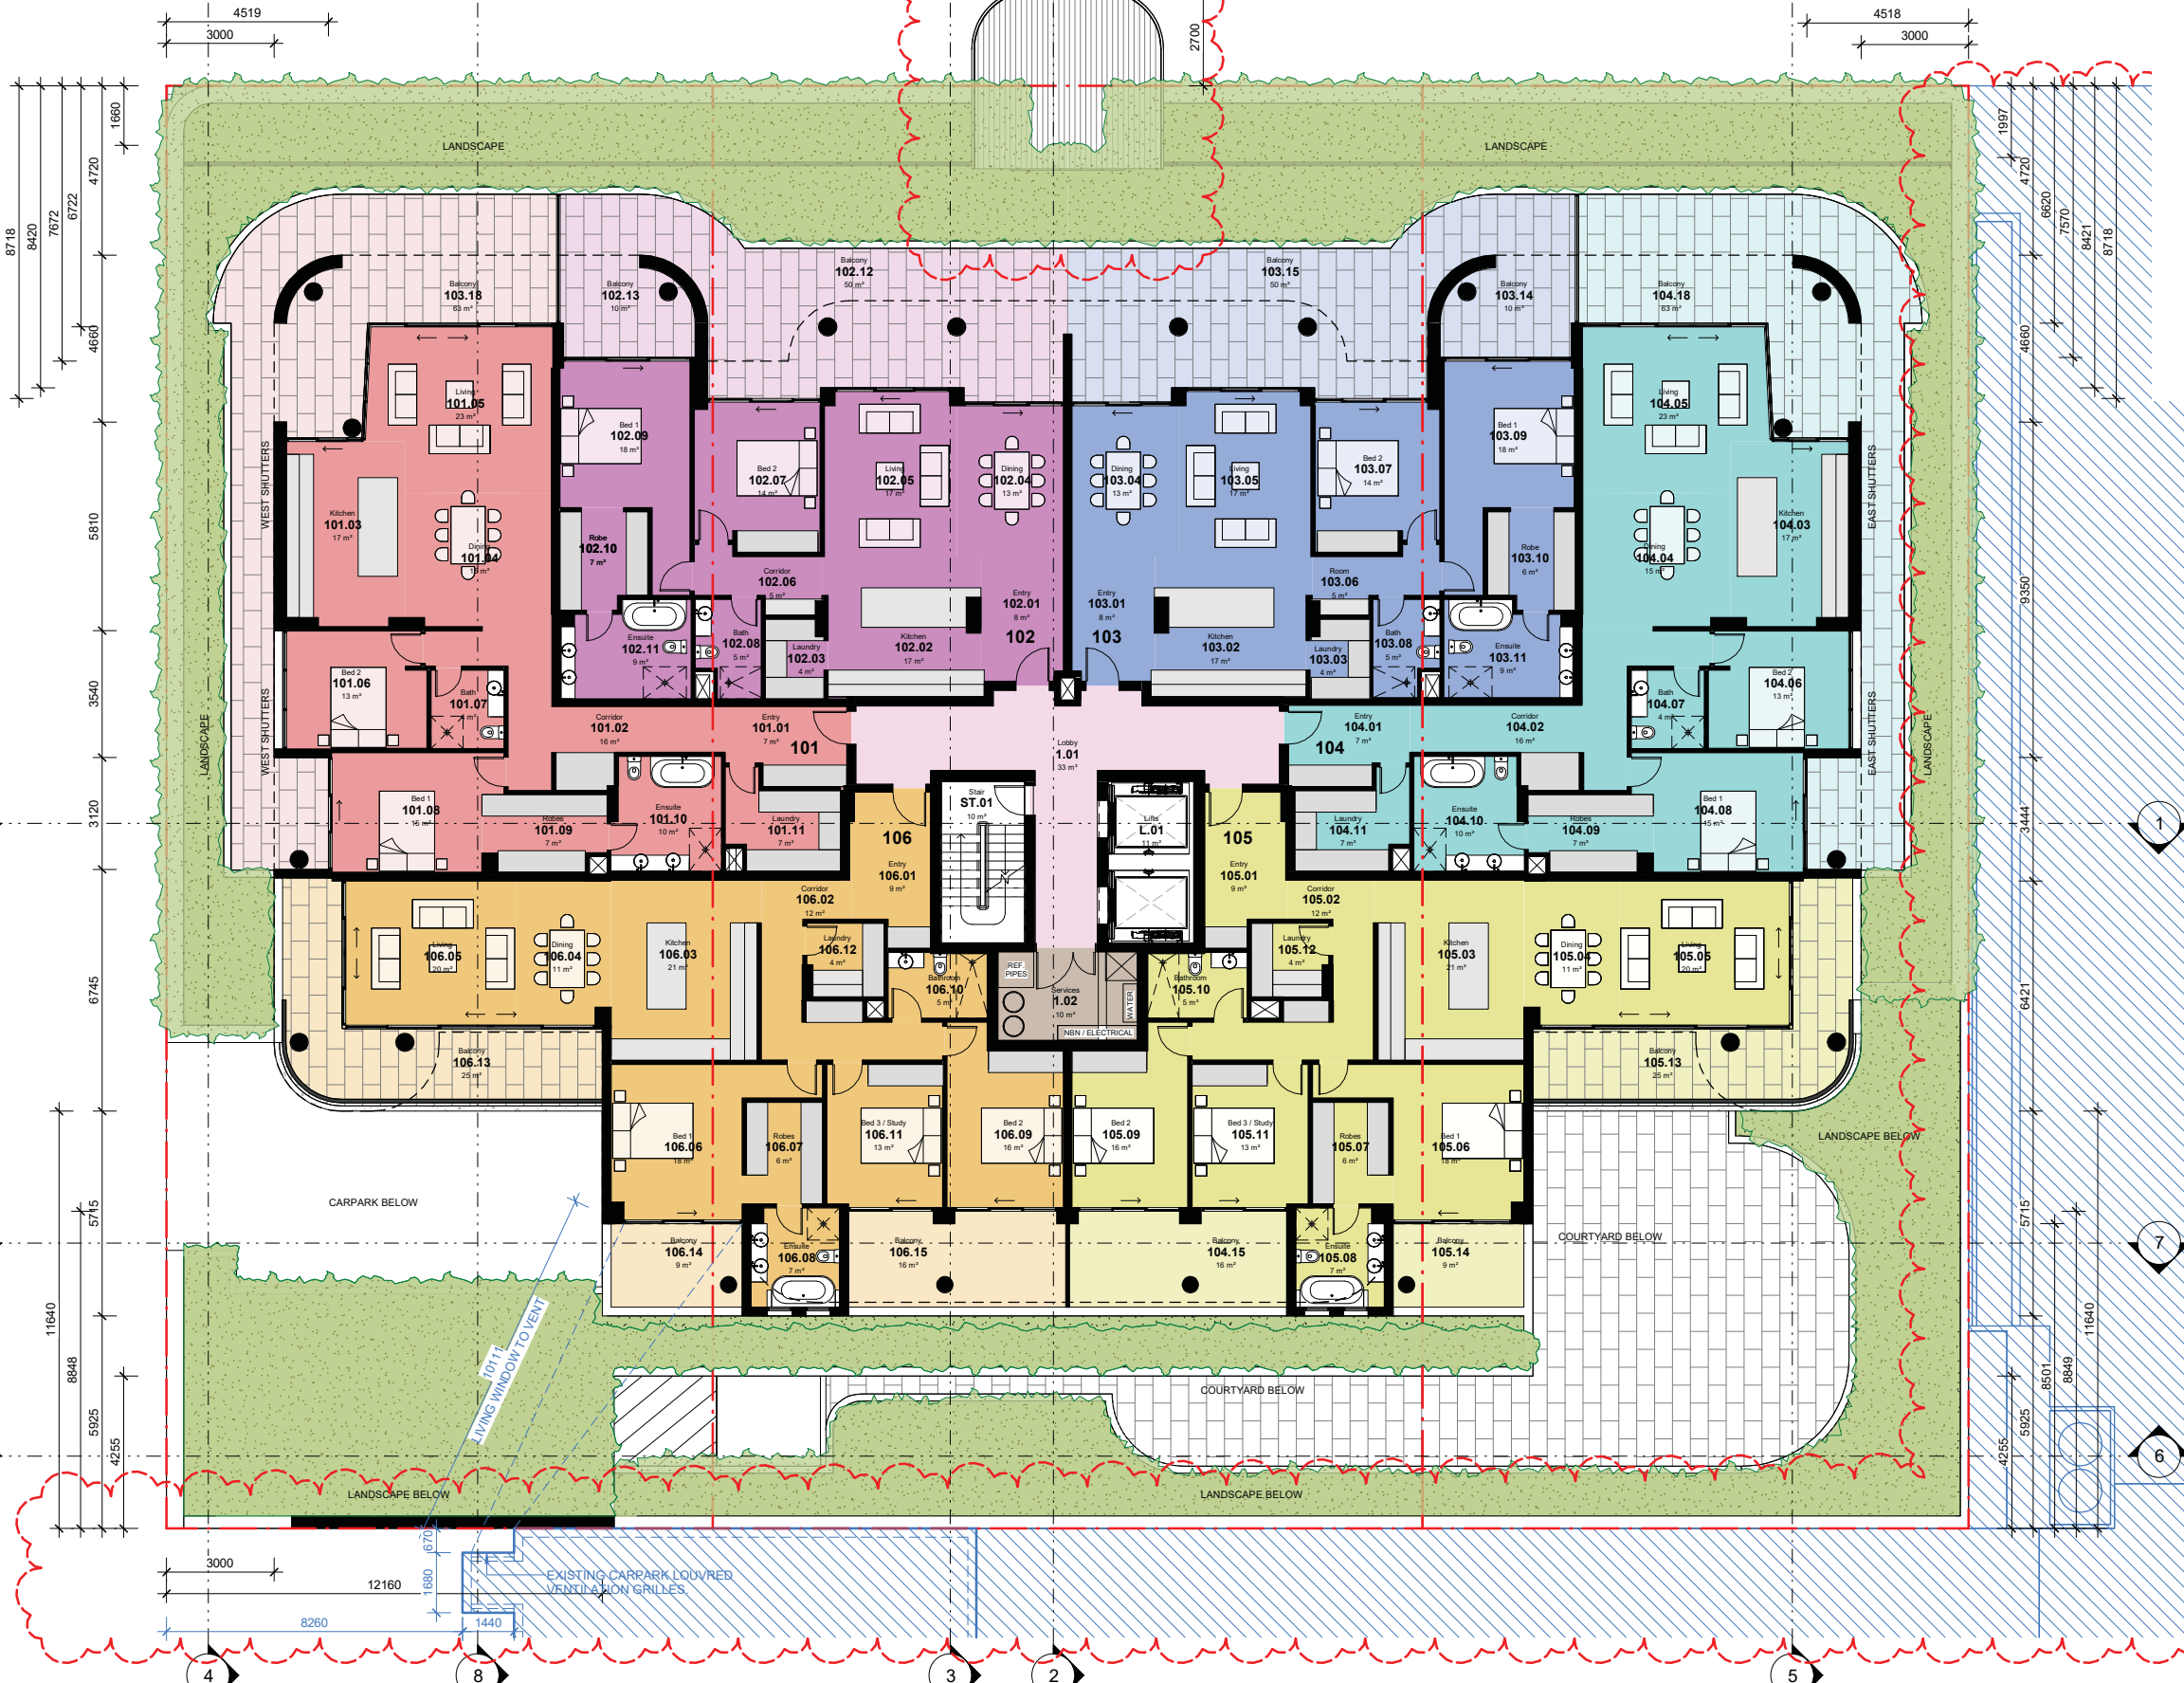 4519
3000
2700
4518
3000
8718
8420
7672
6722
4720
1660
4660
5810
3540
3120
6745
5715
11640
8848
5925
4255
1997
4720
6620
7570
8421
8718
4660
9350
3444
6421
5715
11640
8849
8501
5925
4255
LANDSCAPE
LANDSCAPE
Balcony
103.18
63 m²
Balcony
102.13
10 m²
Balcony
102.12
50 m²
Balcony
103.15
50 m²
Balcony
103.14
10 m²
Balcony
104.18
63 m²
WEST SHUTTERS
WEST SHUTTERS
LANDSCAPE
EAST SHUTTERS
EAST SHUTTERS
LANDSCAPE
Living
101.05
23 m²
Kitchen
101.03
17 m²
Dining
101.04
Bed 2
101.06
13 m²
Bath
101.07
Corridor
101.02
16 m²
Entry
101.01
7 m²
101
Bed 1
101.08
15 m²
Robes
101.09
7 m²
Ensuite
101.10
10 m²
Laundry
101.11
7 m²
Bed 1
102.09
18 m²
Bed 2
102.07
14 m²
Living
102.05
17 m²
Dining
102.04
13 m²
Robe
102.10
7 m²
Corridor
102.06
5 m²
Ensuite
102.11
9 m²
Bath
102.08
5 m²
Laundry
102.03
4 m²
Kitchen
102.02
17 m²
Entry
102.01
8 m²
102
Dining
103.04
13 m²
Living
103.05
17 m²
Bed 2
103.07
14 m²
Bed 1
103.09
18 m²
Entry
103.01
8 m²
103
Kitchen
103.02
17 m²
Room
103.06
5 m²
Laundry
103.03
4 m²
Bath
103.08
5 m²
Robe
103.10
6 m²
Ensuite
103.11
9 m²
Living
104.05
23 m²
Kitchen
104.03
17 m²
Dining
104.04
15 m²
Bed 2
104.06
13 m²
Bath
104.07
4 m²
Entry
104.01
7 m²
104
Corridor
104.02
16 m²
Laundry
104.11
7 m²
Ensuite
104.10
10 m²
Robes
104.09
7 m²
Bed 1
104.08
15 m²
Lobby
1.01
33 m²
Stair
ST.01
10 m²
Lifts
L.01
11 m²
106
Entry
106.01
9 m²
Corridor
106.02
12 m²
Living
106.05
20 m²
Dining
106.04
11 m²
Kitchen
106.03
21 m²
Laundry
106.12
4 m²
Bathroom
106.10
5 m²
REF.
PIPES
Services
1.02
10 m²
WATER
NBN / ELECTRICAL
Balcony
106.13
25 m²
Bed 1
106.06
18 m²
Robes
106.07
6 m²
Bed 3 / Study
106.11
13 m²
Bed 2
106.09
16 m²
Balcony
106.14
9 m²
Ensuite
106.08
7 m²
Balcony
106.15
16 m²
105
Entry
105.01
9 m²
Corridor
105.02
12 m²
Laundry
105.12
4 m²
Bathroom
105.10
5 m²
Kitchen
105.03
21 m²
Dining
105.04
11 m²
Living
105.05
20 m²
Balcony
105.13
25 m²
Bed 2
105.09
16 m²
Bed 3 / Study
105.11
13 m²
Robes
105.07
6 m²
Bed 1
105.06
18 m²
Balcony
104.15
16 m²
Ensuite
105.08
7 m²
Balcony
105.14
9 m²
CARPARK BELOW
LANDSCAPE BELOW
COURTYARD BELOW
COURTYARD BELOW
LANDSCAPE BELOW
LANDSCAPE BELOW
10111
LIVING WINDOW TO VENT
EXISTING CARPARK LOUVRED
VENTILATION GRILLES
3000
12160
8260
1440
670
1680
1
7
6
4
8
3
2
5